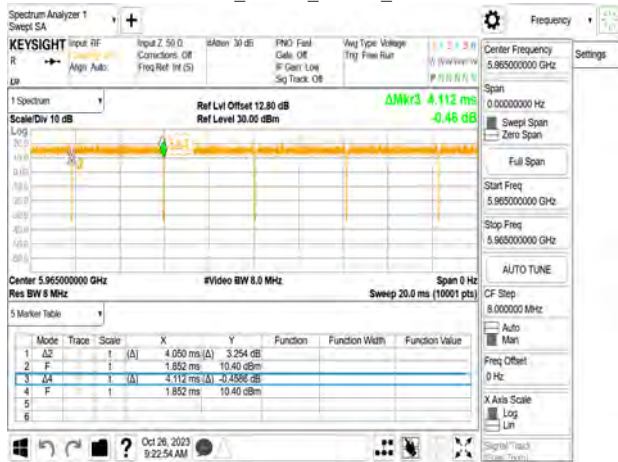 Spectrum Analyzer 1
Swept SA
Frequency
KEYSIGHT Input: RF Input Z: 50 Ω #Atten: 30 dB PNO: Fast Avg Type: Voltage
R Corrections: Off Gate: Off Trig: Free Run
Align: Auto Freq Ref: Int (S) IF Gain: Low
Sig Track: Off
P N N N N N
Center Frequency
5.965000000 GHz
Settings
Span
0.00000000 Hz
Swept Span
Zero Span
Full Span
Start Freq
5.965000000 GHz
Stop Freq
5.965000000 GHz
AUTO TUNE
CF Step
8.000000 MHz
Auto
Man
Freq Offset
0 Hz
X Axis Scale
Log
Lin
Signal Track
1 Spectrum
Scale/Div 10 dB
Ref Lvl Offset 12.80 dB
Ref Level 30.00 dBm
ΔMkr3 4.112 ms
-0.46 dB
Log
Center 5.965000000 GHz #Video BW 8.0 MHz Span 0 Hz
Res BW 8 MHz Sweep 20.0 ms (10001 pts)
5 Marker Table
Mode Trace Scale X Y Function Function Width Function Value
1 Δ2 1 t (Δ) 4.050 ms (Δ) 3.254 dB
2 F 1 t 1.852 ms 10.40 dBm
3 Δ4 1 t (Δ) 4.112 ms (Δ) -0.4586 dB
4 F 1 t 1.852 ms 10.40 dBm
5
6
Oct 26, 2023
9:22:54 AM